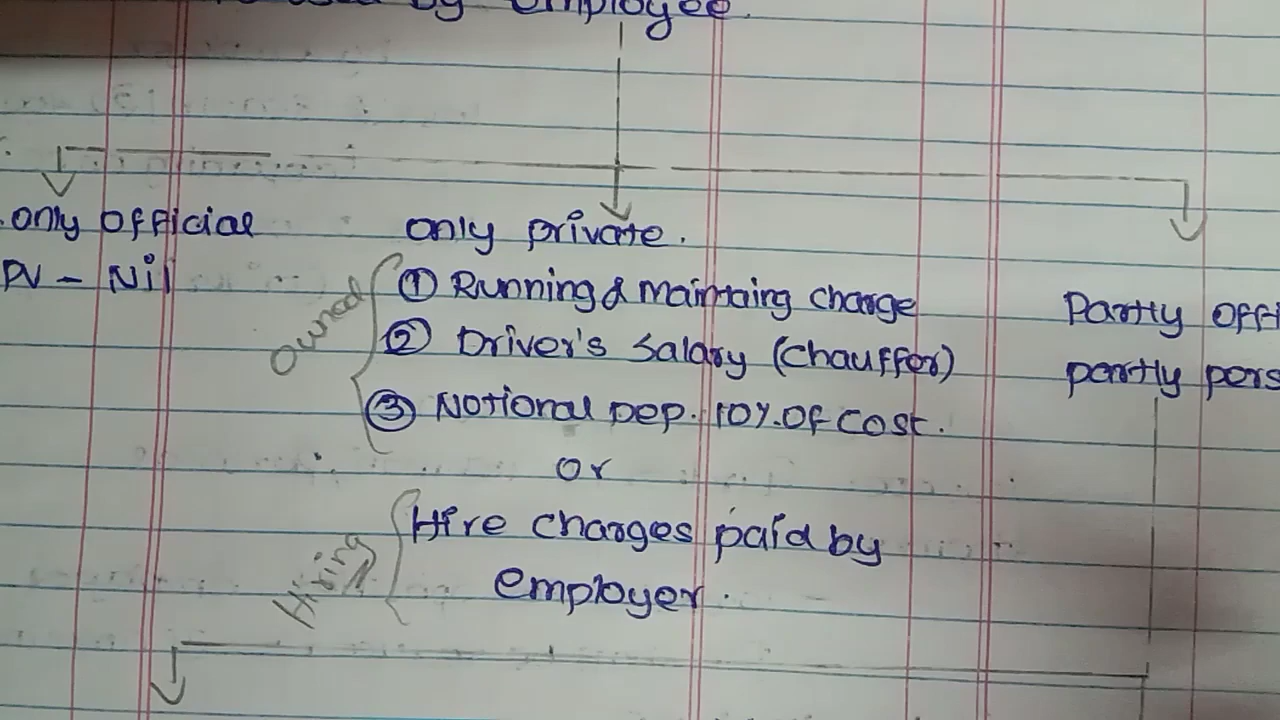 by employee.
only official
PV - Nil
only private.
Owned
① Running & maintaing charge
② Driver's salary (chauffer)
③ Notional Dep. 10%.of cost.
or
Hiring
Hire charges paid by
employer.
Partly offi
partly pers